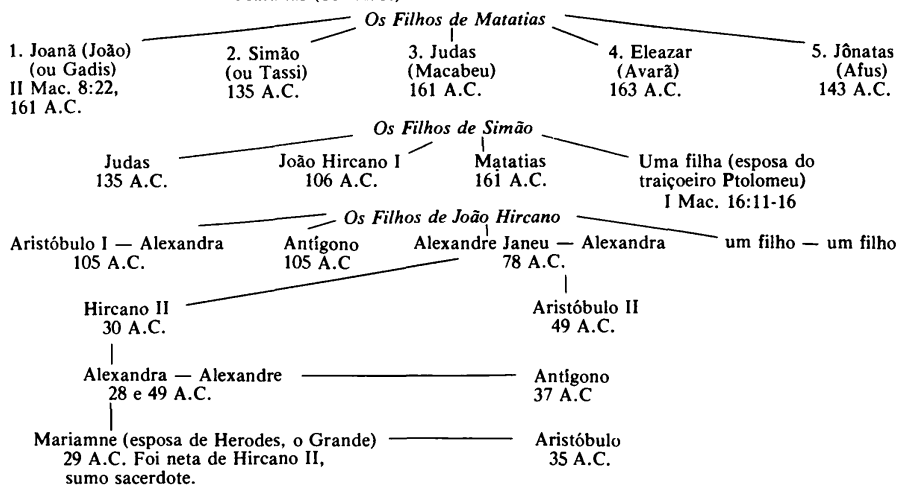 Os Filhos de Matatias
1. Joanã (João)
(ou Gadis)
II Mac. 8:22,
161 A.C.
2. Simão
(ou Tassi)
135 A.C.
3. Judas
(Macabeu)
161 A.C.
4. Eleazar
(Avarã)
163 A.C.
5. Jônatas
(Afus)
143 A.C.
Os Filhos de Simão
Judas
135 A.C.
João Hircano I
106 A.C.
Matatias
161 A.C.
Uma filha (esposa do
traiçoeiro Ptolomeu)
I Mac. 16:11-16
Os Filhos de João Hircano
Aristóbulo I — Alexandra
105 A.C.
Antígono
105 A.C
Alexandre Janeu — Alexandra
78 A.C.
um filho — um filho
Hircano II
30 A.C.
Aristóbulo II
49 A.C.
Alexandra — Alexandre
28 e 49 A.C.
Antígono
37 A.C
Mariamne (esposa de Herodes, o Grande)
29 A.C. Foi neta de Hircano II,
sumo sacerdote.
Aristóbulo
35 A.C.